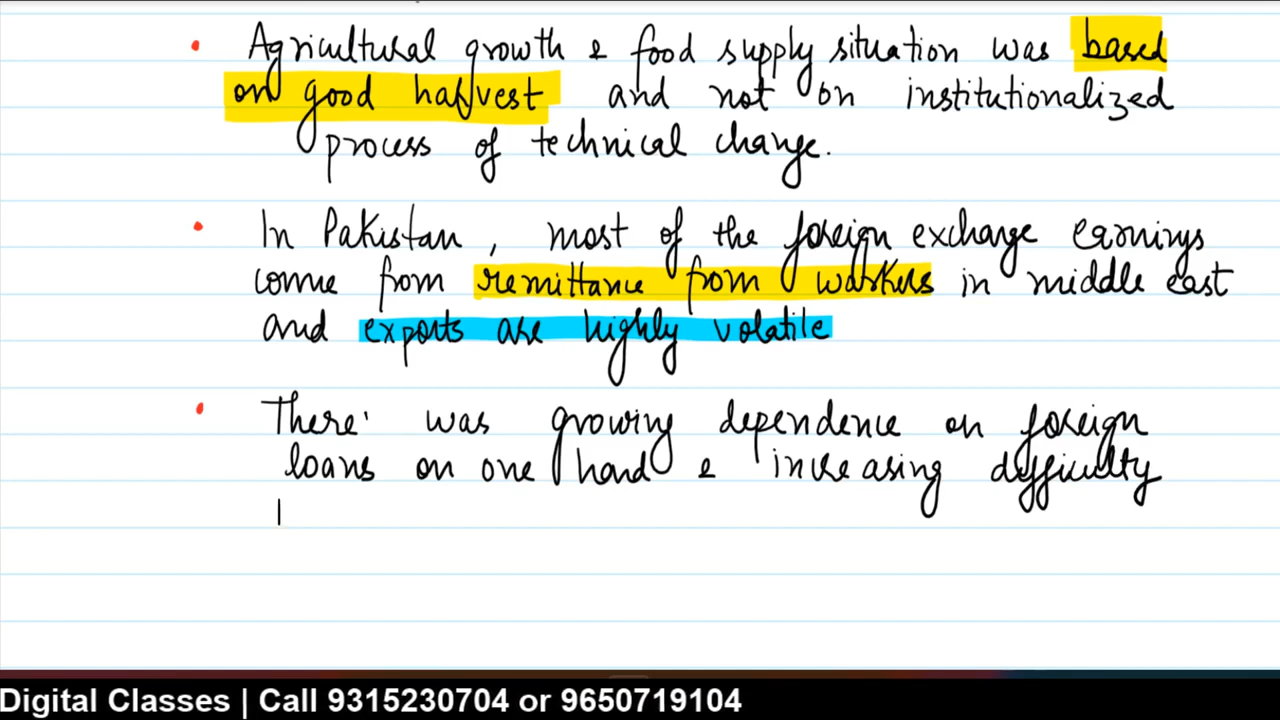 Agricultural growth & food supply situation was based
on good harvest and not on institutionalized
process of technical change.
In Pakistan, most of the foreign exchange earnings
come from remittance from workers in middle east
and exports are highly volatile
There was growing dependence on foreign
loans on one hand & increasing difficulty
Digital Classes | Call 9315230704 or 9650719104